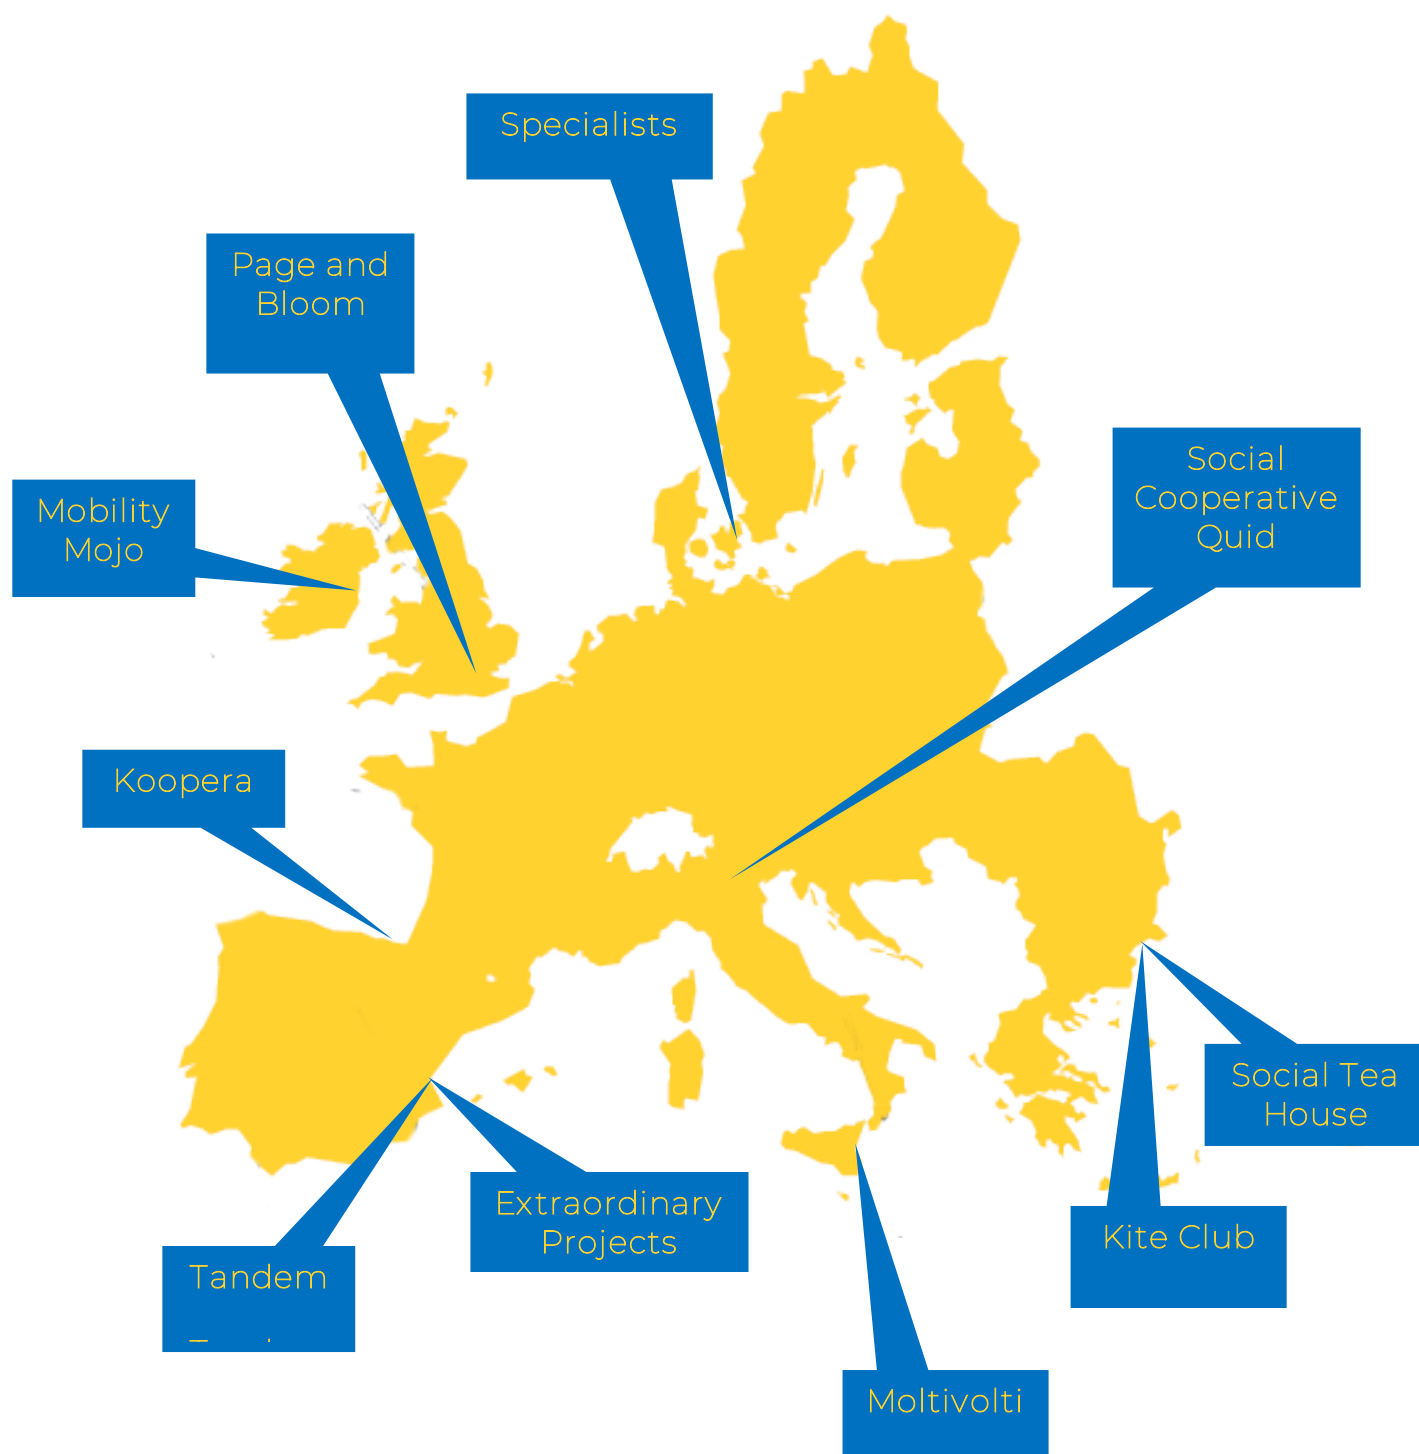 Specialists
Page and
Bloom
Social
Cooperative
Quid
Mobility
Mojo
Koopera
Social Tea
House
Extraordinary
Projects
Kite Club
Tandem
Moltivolti